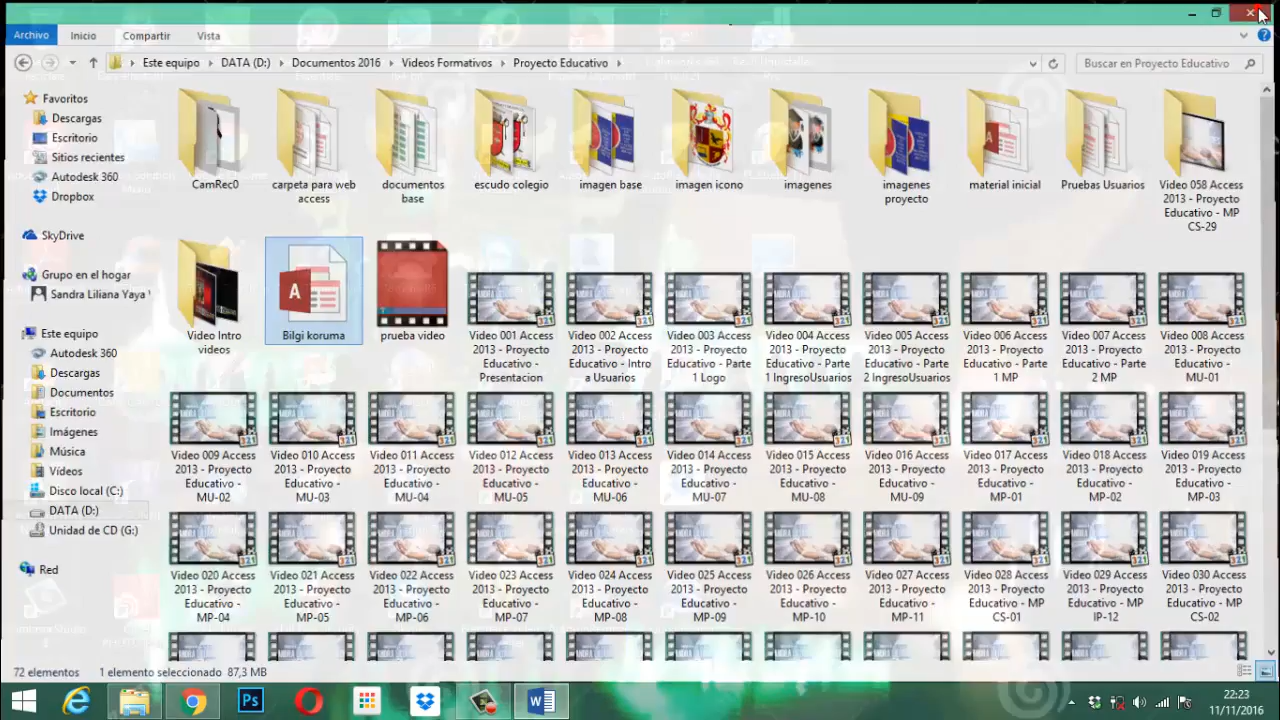 Archivo Inicio Compartir Vista
Este equipo DATA (D:) Documentos 2016 Videos Formativos Proyecto Educativo
Buscar en Proyecto Educativo
Favoritos
Descargas
Escritorio
Sitios recientes
Autodesk 360
Dropbox
SkyDrive
Grupo en el hogar
Sandra Liliana Yaya
Este equipo
Autodesk 360
Descargas
Documentos
Escritorio
Imágenes
Música
Vídeos
Disco local (C:)
DATA (D:)
Unidad de CD (G:)
Red
CamRec0
carpeta para web
access
documentos
base
escudo colegio
imagen base
imagen icono
imagenes
imagenes
proyecto
material inicial
Pruebas Usuarios
Video 058 Access
2013 - Proyecto
Educativo - MP
CS-29
Video Intro
videos
Bilgi koruma
prueba video
Video 001 Access
2013 - Proyecto
Educativo -
Presentacion
Video 002 Access
2013 - Proyecto
Educativo - Intro
a Usuarios
Video 003 Access
2013 - Proyecto
Educativo - Parte
1 Logo
Video 004 Access
2013 - Proyecto
Educativo - Parte
1 IngresoUsuarios
Video 005 Access
2013 - Proyecto
Educativo - Parte
2 IngresoUsuarios
Video 006 Access
2013 - Proyecto
Educativo - Parte
1 MP
Video 007 Access
2013 - Proyecto
Educativo - Parte
2 MP
Video 008 Access
2013 - Proyecto
Educativo -
MU-01
Video 009 Access
2013 - Proyecto
Educativo -
MU-02
Video 010 Access
2013 - Proyecto
Educativo -
MU-03
Video 011 Access
2013 - Proyecto
Educativo -
MU-04
Video 012 Access
2013 - Proyecto
Educativo -
MU-05
Video 013 Access
2013 - Proyecto
Educativo -
MU-06
Video 014 Access
2013 - Proyecto
Educativo -
MU-07
Video 015 Access
2013 - Proyecto
Educativo -
MU-08
Video 016 Access
2013 - Proyecto
Educativo -
MU-09
Video 017 Access
2013 - Proyecto
Educativo -
MP-01
Video 018 Access
2013 - Proyecto
Educativo -
MP-02
Video 019 Access
2013 - Proyecto
Educativo -
MP-03
Video 020 Access
2013 - Proyecto
Educativo -
MP-04
Video 021 Access
2013 - Proyecto
Educativo -
MP-05
Video 022 Access
2013 - Proyecto
Educativo -
MP-06
Video 023 Access
2013 - Proyecto
Educativo -
MP-07
Video 024 Access
2013 - Proyecto
Educativo -
MP-08
Video 025 Access
2013 - Proyecto
Educativo -
MP-09
Video 026 Access
2013 - Proyecto
Educativo -
MP-10
Video 027 Access
2013 - Proyecto
Educativo -
MP-11
Video 028 Access
2013 - Proyecto
Educativo - MP
CS-01
Video 029 Access
2013 - Proyecto
Educativo - MP
IP-12
Video 030 Access
2013 - Proyecto
Educativo - MP
CS-02
72 elementos 1 elemento seleccionado 87,3 MB
22:23
11/11/2016